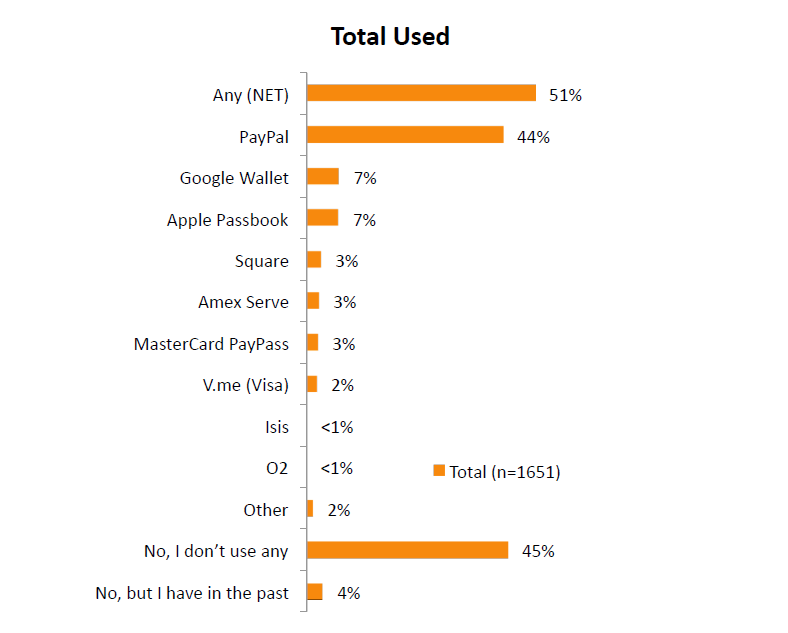 Total Used
Any (NET) 51%
PayPal 44%
Google Wallet 7%
Apple Passbook 7%
Square 3%
Amex Serve 3%
MasterCard PayPass 3%
V.me (Visa) 2%
Isis <1%
O2 <1%
Total (n=1651)
Other 2%
No, I don’t use any 45%
No, but I have in the past 4%